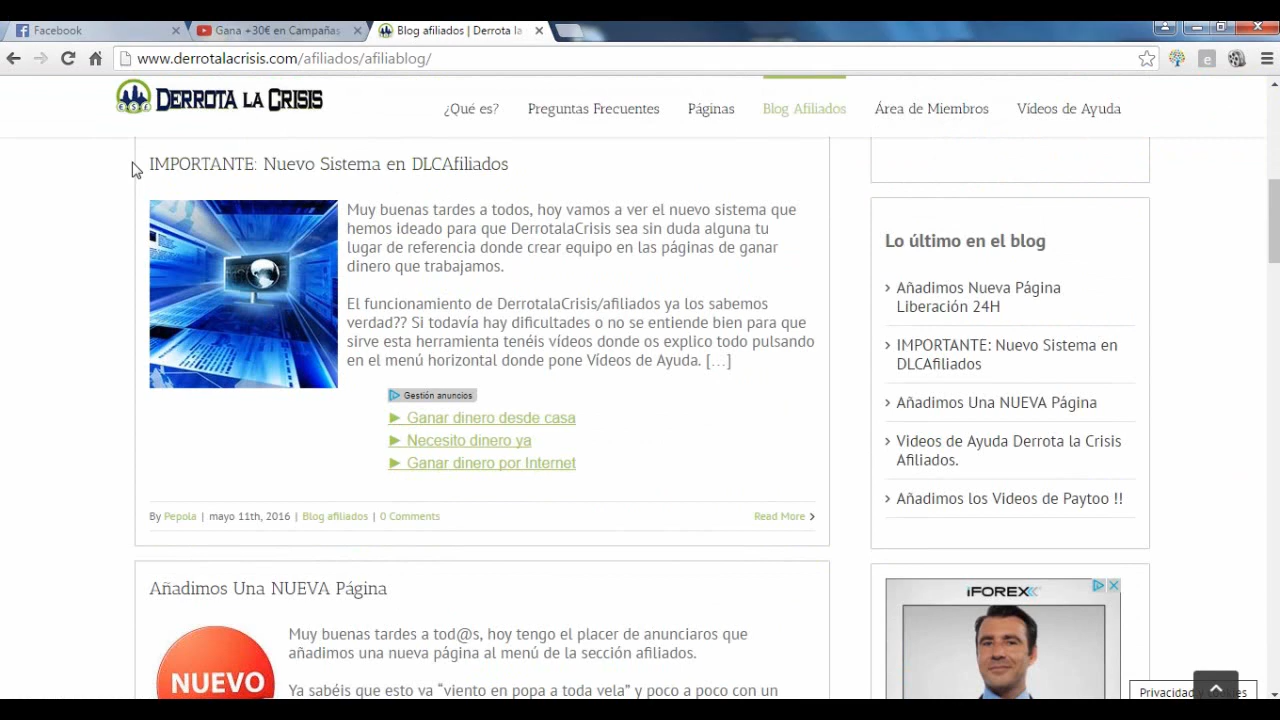 Facebook
Gana +30€ en Campañas
Blog afiliados | Derrota la
www.derrotalacrisis.com/afiliados/afiliablog/
DERROTA LA CRISIS
¿Qué es?
Preguntas Frecuentes
Páginas
Blog Afiliados
Área de Miembros
Vídeos de Ayuda
IMPORTANTE: Nuevo Sistema en DLCAfiliados
Muy buenas tardes a todos, hoy vamos a ver el nuevo sistema que
hemos ideado para que DerrotalaCrisis sea sin duda alguna tu
lugar de referencia donde crear equipo en las páginas de ganar
dinero que trabajamos.
El funcionamiento de DerrotalaCrisis/afiliados ya los sabemos
verdad?? Si todavía hay dificultades o no se entiende bien para que
sirve esta herramienta tenéis vídeos donde os explico todo pulsando
en el menú horizontal donde pone Vídeos de Ayuda. […]
Gestión anuncios
► Ganar dinero desde casa
► Necesito dinero ya
► Ganar dinero por Internet
By Pepola | mayo 11th, 2016 | Blog afiliados | 0 Comments
Read More
Añadimos Una NUEVA Página
NUEVO
Muy buenas tardes a tod@s, hoy tengo el placer de anunciaros que
añadimos una nueva página al menú de la sección afiliados.
Ya sabéis que esto va “viento en popa a toda vela” y poco a poco con un
Lo último en el blog
Añadimos Nueva Página
Liberación 24H
IMPORTANTE: Nuevo Sistema en
DLCAfiliados
Añadimos Una NUEVA Página
Videos de Ayuda Derrota la Crisis
Afiliados.
Añadimos los Videos de Paytoo !!
iFOREX
Privacidad y cookies